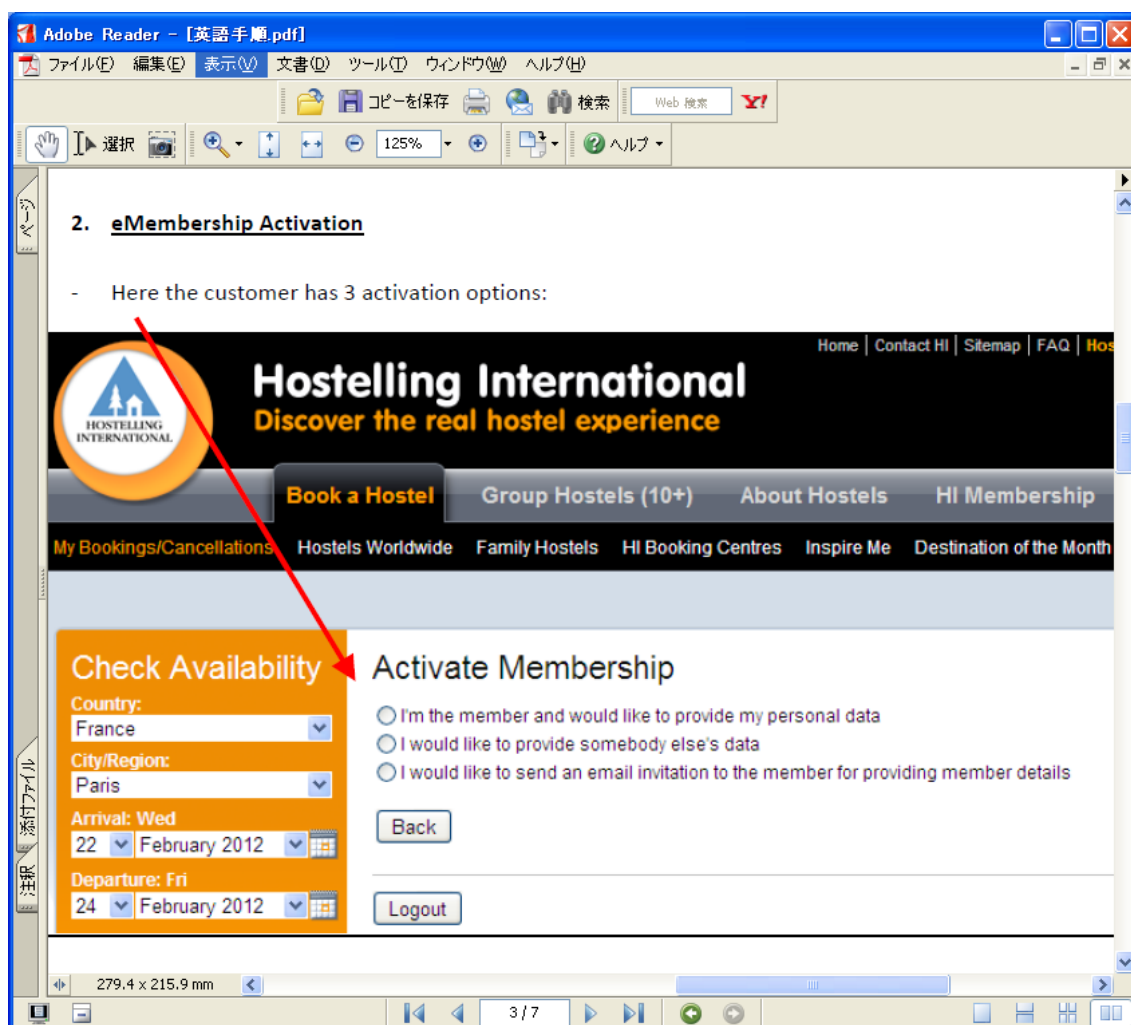 Adobe Reader - [英語手順.pdf]
ファイル(F) 編集(E) 表示(V) 文書(D) ツール(T) ウィンドウ(W) ヘルプ(H)
コピーを保存 検索 Web 検索 Y!
選択 125% ヘルプ
ページ
2. eMembership Activation
- Here the customer has 3 activation options:
Home | Contact HI | Sitemap | FAQ | Hos
HOSTELLING
INTERNATIONAL
Hostelling International
Discover the real hostel experience
Book a Hostel Group Hostels (10+) About Hostels HI Membership
My Bookings/Cancellations Hostels Worldwide Family Hostels HI Booking Centres Inspire Me Destination of the Month
Check Availability
Country:
France
City/Region:
Paris
Arrival: Wed
22 February 2012
Departure: Fri
24 February 2012
Activate Membership
I'm the member and would like to provide my personal data
I would like to provide somebody else's data
I would like to send an email invitation to the member for providing member details
Back
Logout
添付ファイル
注釈
279.4 x 215.9 mm
3 / 7